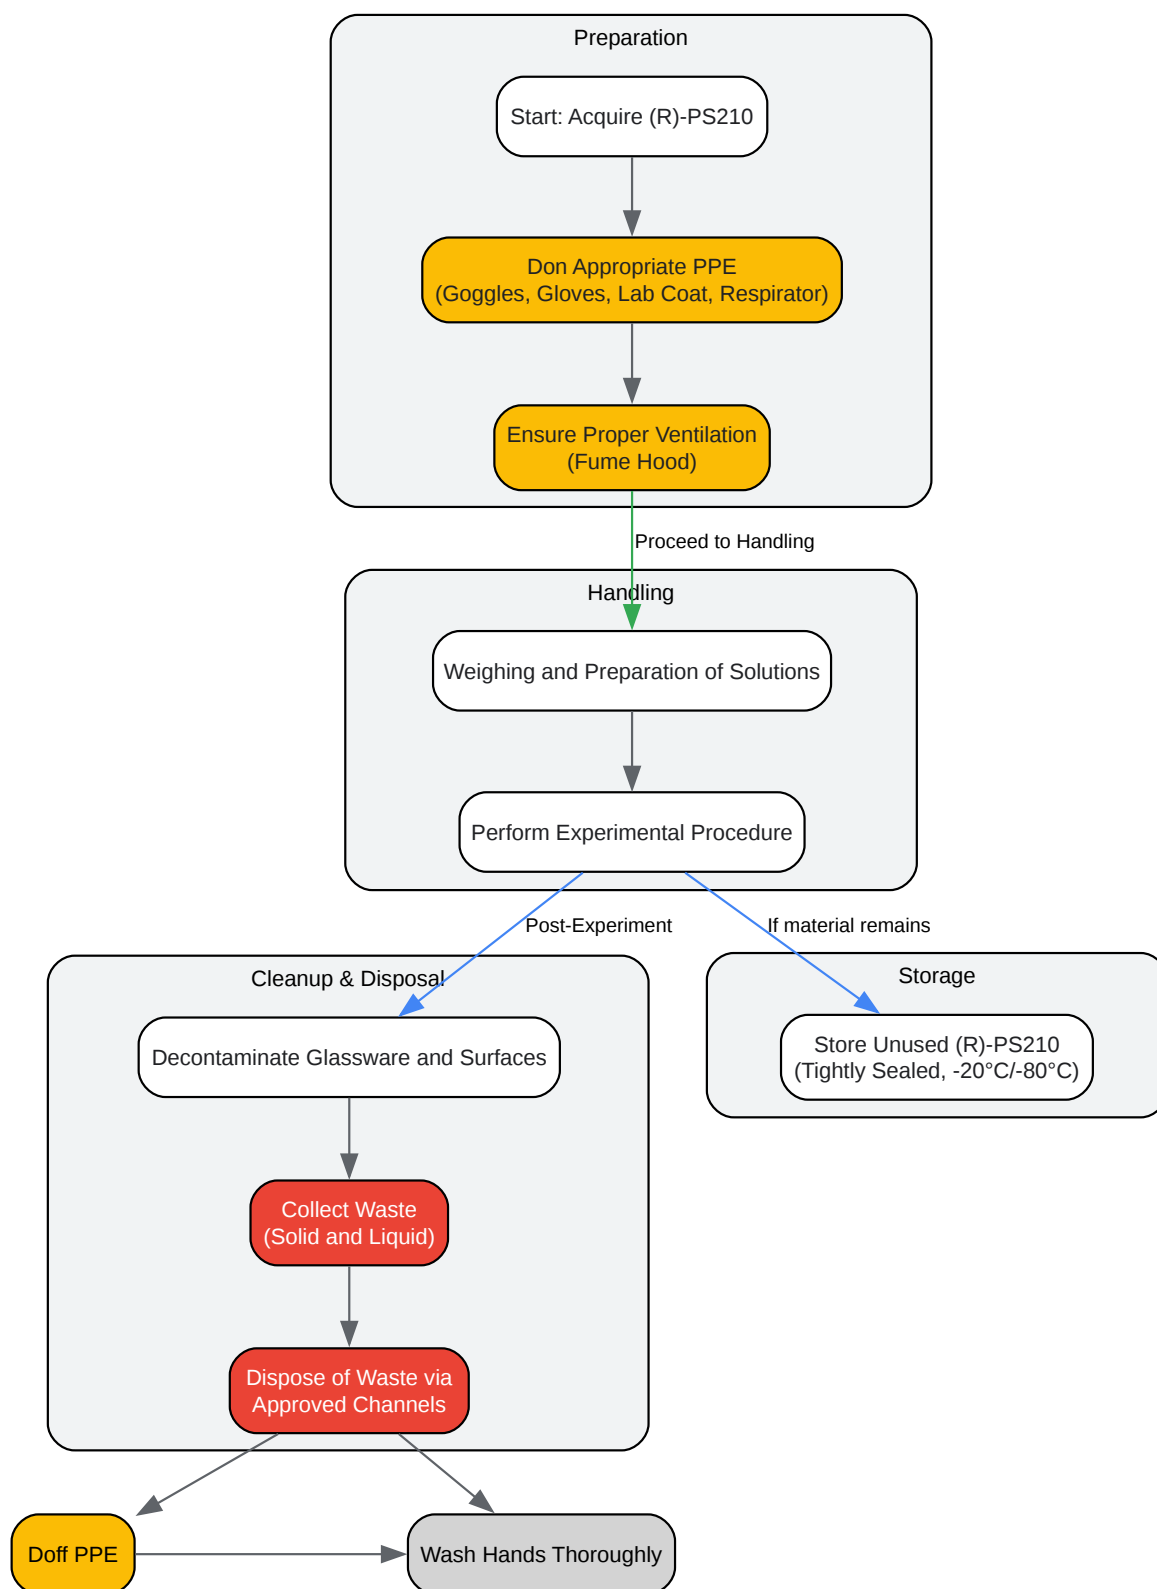 Preparation
Start: Acquire (R)-PS210
Don Appropriate PPE
(Goggles, Gloves, Lab Coat, Respirator)
Ensure Proper Ventilation
(Fume Hood)
Proceed to Handling
Handling
Weighing and Preparation of Solutions
Perform Experimental Procedure
Post-Experiment
If material remains
Cleanup & Disposal
Decontaminate Glassware and Surfaces
Collect Waste
(Solid and Liquid)
Dispose of Waste via
Approved Channels
Storage
Store Unused (R)-PS210
(Tightly Sealed, -20°C/-80°C)
Doff PPE
Wash Hands Thoroughly